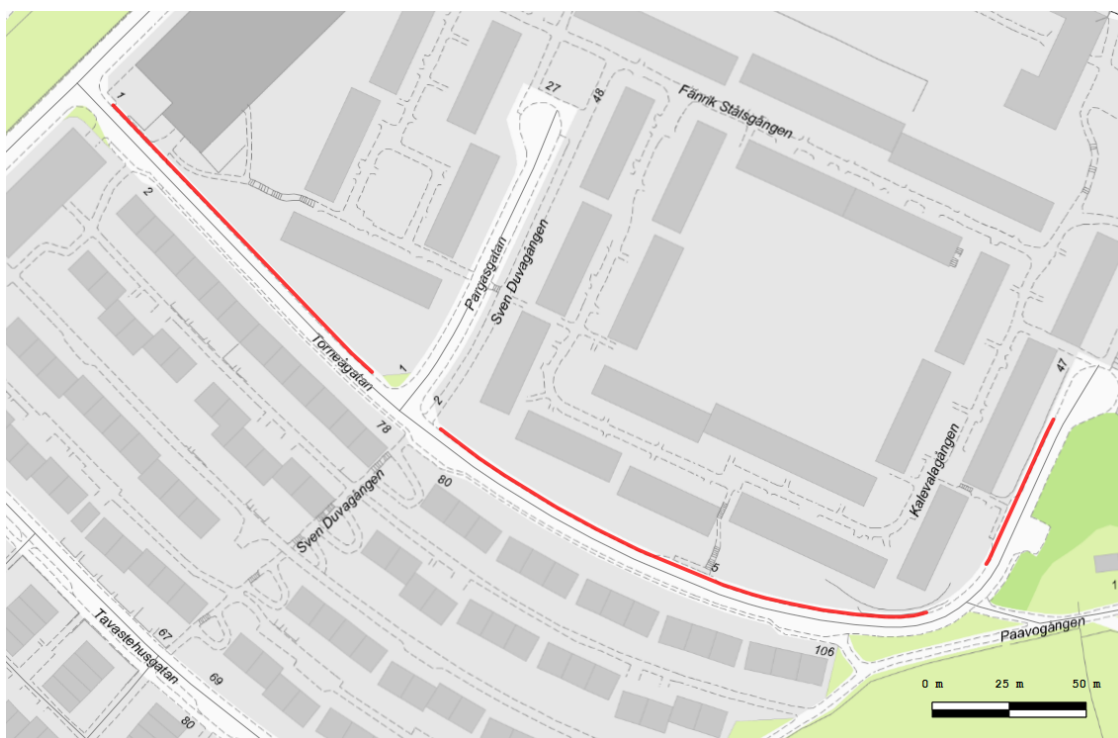 27
48
Fänrik Stålsgången
1
2
Pargasgatan
Sven Duvagången
Torneågatan
1
2
47
78
80
Sven Duvagången
Kalevalagången
5
1
Paavogången
106
Tavastehusgatan
67
69
80
0 m 25 m 50 m